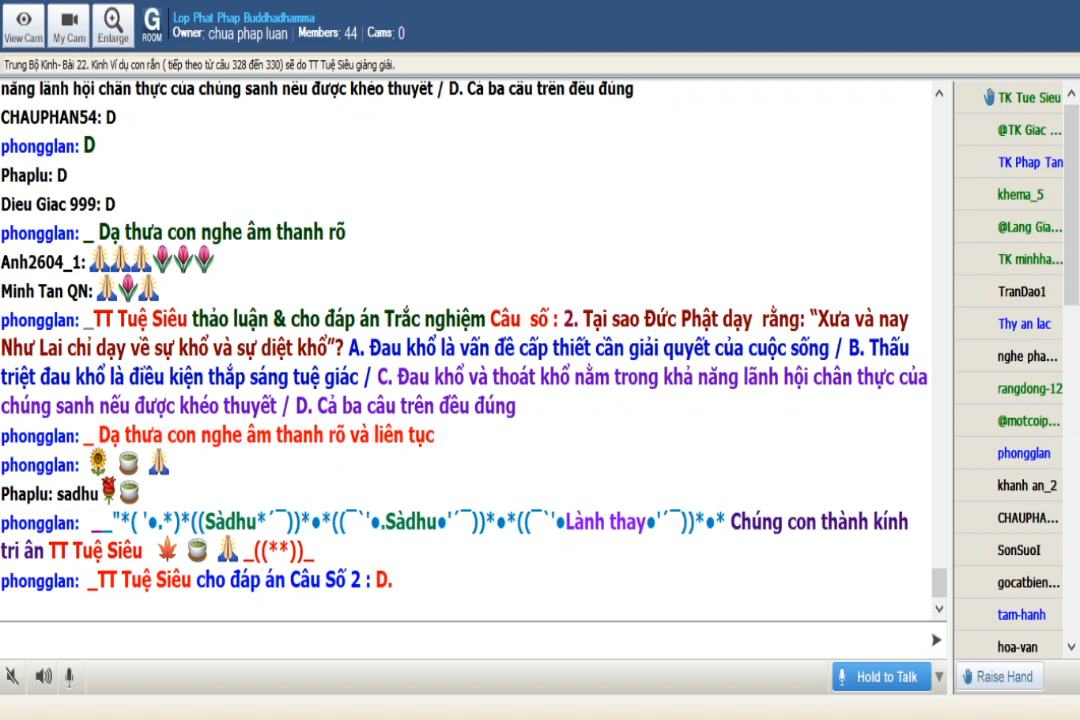 View Cam
My Cam
Enlarge
G
ROOM
Lop Phat Phap Buddhadhamma
Owner: chua phap luan | Members: 44 | Cams: 0
Trung Bộ Kinh- Bài 22. Kinh Ví dụ con rắn ( tiếp theo từ câu 328 đến 330) sẽ do TT Tuệ Siêu giảng giải.
năng lãnh hội chân thực của chúng sanh nếu được khéo thuyết / D. Cả ba câu trên đều đúng
CHAUPHAN54: D
phongglan: D
Phaplu: D
Dieu Giac 999: D
phongglan: _ Dạ thưa con nghe âm thanh rõ
Anh2604_1:
Minh Tan QN:
phongglan: _TT Tuệ Siêu thảo luận & cho đáp án Trắc nghiệm Câu số : 2. Tại sao Đức Phật dạy rằng: “Xưa và nay
Như Lai chỉ dạy về sự khổ và sự diệt khổ”? A. Đau khổ là vấn đề cấp thiết cần giải quyết của cuộc sống / B. Thấu
triệt đau khổ là điều kiện thắp sáng tuệ giác / C. Đau khổ và thoát khổ nằm trong khả năng lãnh hội chân thực của
chúng sanh nếu được khéo thuyết / D. Cả ba câu trên đều đúng
phongglan: _ Dạ thưa con nghe âm thanh rõ và liên tục
phongglan:
Phaplu: sadhu
phongglan: __"*( '•.*)*((Sàdhu*´¯))*•*((¯`'•.Sàdhu•'´¯))*•*((¯`'•Lành thay•'´¯))*•* Chúng con thành kính
tri ân TT Tuệ Siêu _((**))_
phongglan: _TT Tuệ Siêu cho đáp án Câu Số 2 : D.
TK Tue Sieu
@TK Giac ...
TK Phap Tan
khema_5
@Lang Gia...
TK minhha...
TranDao1
Thy an lac
nghe pha...
rangdong-12
@motcoip...
phongglan
khanh an_2
CHAUPHA...
SonSuoI
gocatbien...
tam-hanh
hoa-van
Hold to Talk
Raise Hand